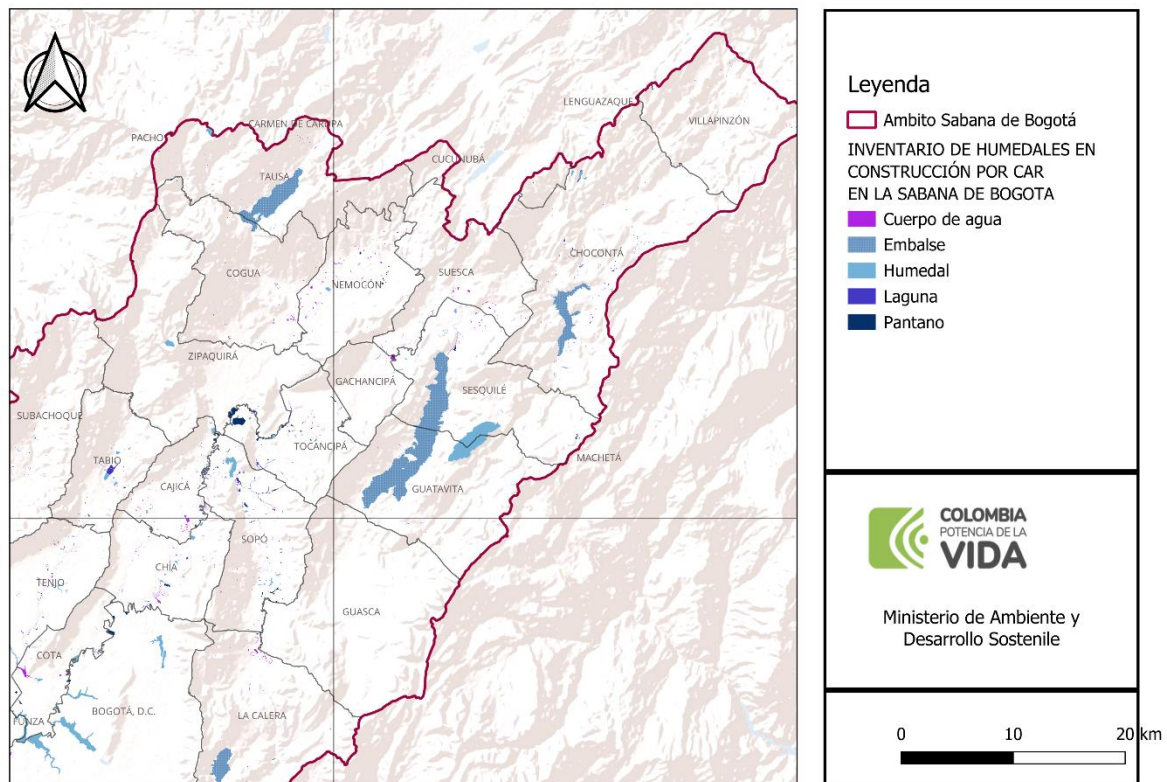 LENGUAZAQUE
VILLAPINZÓN
CARMEN DE CARUPA
PACHO
CUCUNUBÁ
TAUSA
CHOCONTÁ
COGUA
SUESCA
NEMOCÓN
ZIPAQUIRÁ
GACHANCIPÁ
SESQUILÉ
SUBACHOQUE
TOCANCIPÁ
TABIO
MACHETÁ
CAJICÁ
GUATAVITA
SOPÓ
CHÍA
TENJO
GUASCA
COTA
BOGOTÁ, D.C.
LA CALERA
FUNZA
Leyenda
Ambito Sabana de Bogotá
INVENTARIO DE HUMEDALES EN
CONSTRUCCIÓN POR CAR
EN LA SABANA DE BOGOTA
Cuerpo de agua
Embalse
Humedal
Laguna
Pantano
COLOMBIA
POTENCIA DE LA
VIDA
Ministerio de Ambiente y
Desarrollo Sostenile
0 10 20 km